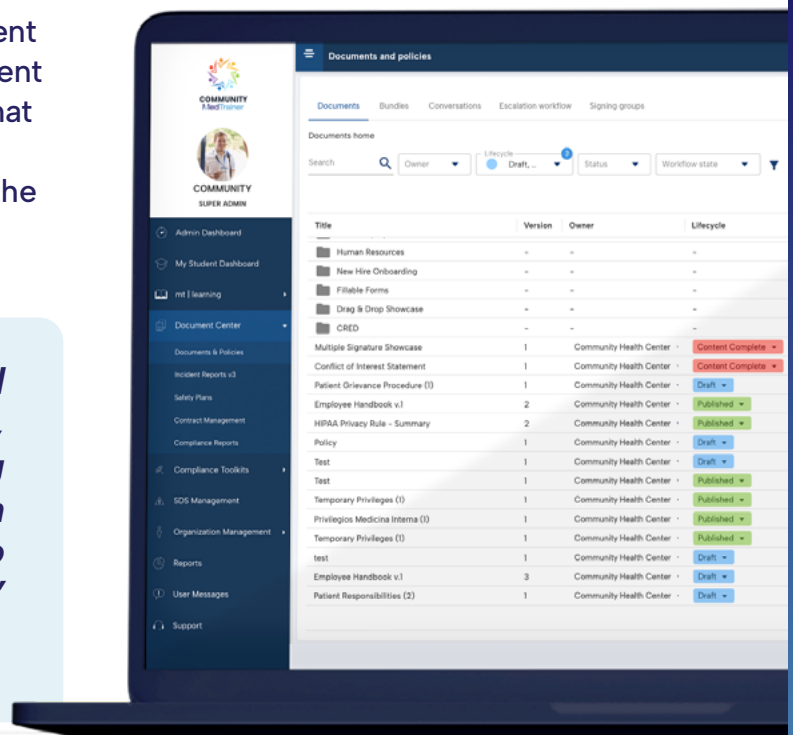 ent
ent
hat
he
COMMUNITY
MedTrainer
COMMUNITY
SUPER ADMIN
Admin Dashboard
My Student Dashboard
mt | learning
Document Center
Documents & Policies
Incident Reports v3
Safety Plans
Contract Management
Compliance Reports
Compliance Toolkits
SDS Management
Organization Management
Reports
User Messages
Support
Documents and policies
Documents Bundles Conversations Escalation workflow Signing groups
Documents home
Lifecycle 3
Search Owner Draft, .. Status Workflow state
Title Version Owner Lifecycle
Human Resources - - -
New Hire Onboarding - - -
Fillable Forms - - -
Drag & Drop Showcase - - -
CRED - - -
Multiple Signature Showcase 1 Community Health Center Content Complete
Conflict of Interest Statement 1 Community Health Center Content Complete
Patient Grievance Procedure (1) 1 Community Health Center Draft
Employee Handbook v.1 2 Community Health Center Published
HIPAA Privacy Rule - Summary 2 Community Health Center Published
Policy 1 Community Health Center Draft
Test 1 Community Health Center Draft
Test 1 Community Health Center Published
Temporary Privileges (1) 1 Community Health Center Published
Privilegios Medicina Interna (1) 1 Community Health Center Published
Temporary Privileges (1) 1 Community Health Center Published
test 1 Community Health Center Draft
Employee Handbook v.1 3 Community Health Center Draft
Patient Responsibilities (2) 1 Community Health Center Draft